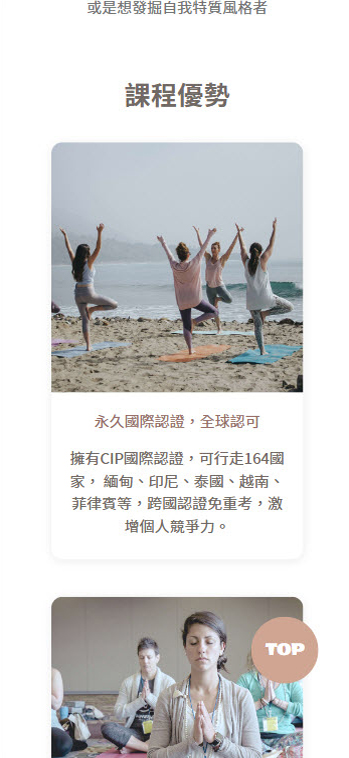 或是想發掘自我特質風格者
課程優勢
永久國際認證，全球認可
擁有CIP國際認證，可行走164國
家， 緬甸、印尼、泰國、越南、
菲律賓等，跨國認證免重考，激
增個人競爭力。
TOP